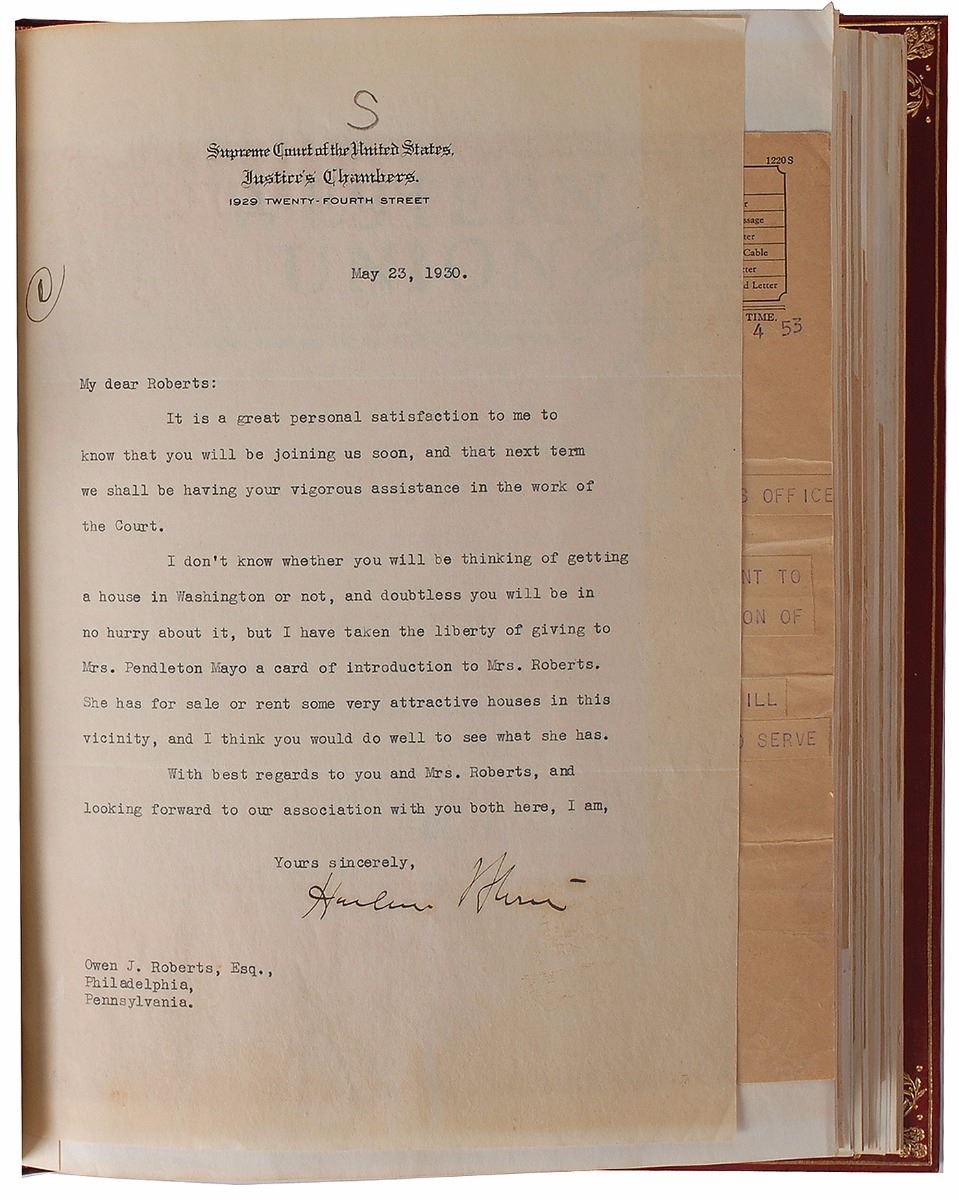 S
Supreme Court of the United States,
Justice's Chambers.
1929 TWENTY-FOURTH STREET
May 23, 1930.
My dear Roberts:
It is a great personal satisfaction to me to
know that you will be joining us soon, and that next term
we shall be having your vigorous assistance in the work of
the Court.
I don't know whether you will be thinking of getting
a house in Washington or not, and doubtless you will be in
no hurry about it, but I have taken the liberty of giving to
Mrs. Pendleton Mayo a card of introduction to Mrs. Roberts.
She has for sale or rent some very attractive houses in this
vicinity, and I think you would do well to see what she has.
With best regards to you and Mrs. Roberts, and
looking forward to our association with you both here, I am,
Yours sincerely,
Owen J. Roberts, Esq.,
Philadelphia,
Pennsylvania.
1220 S
Cable
Letter
TIME.
4 53
OFFICE
TO
OF
SERVE